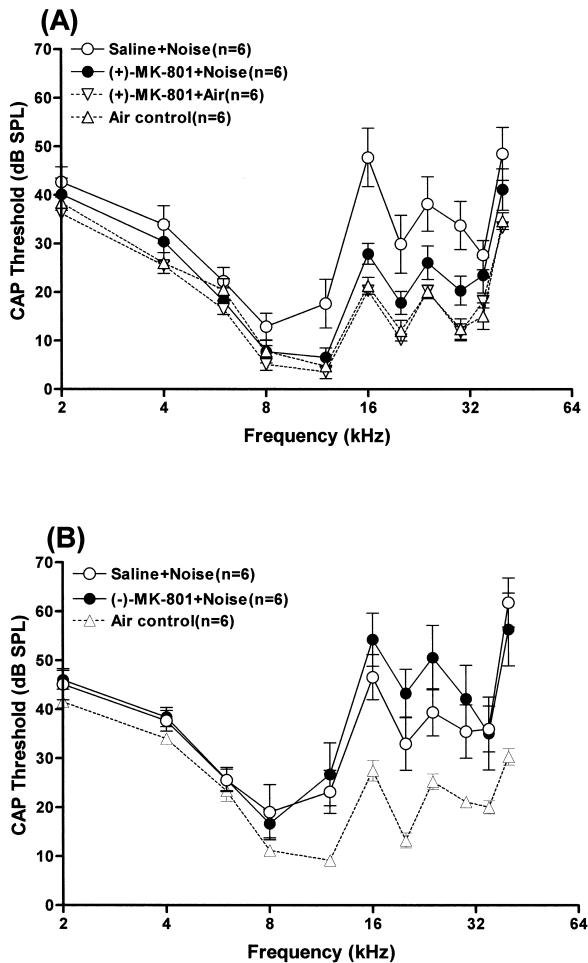 (A)
Saline+Noise(n=6)
(+)-MK-801+Noise(n=6)
(+)-MK-801+Air(n=6)
Air control(n=6)
CAP Threshold (dB SPL)
70
60
50
40
30
20
10
0
2 4 8 16 32 64
Frequency (kHz)
(B)
Saline+Noise(n=6)
(-)-MK-801+Noise(n=6)
Air control(n=6)
CAP Threshold (dB SPL)
70
60
50
40
30
20
10
0
2 4 8 16 32 64
Frequency (kHz)